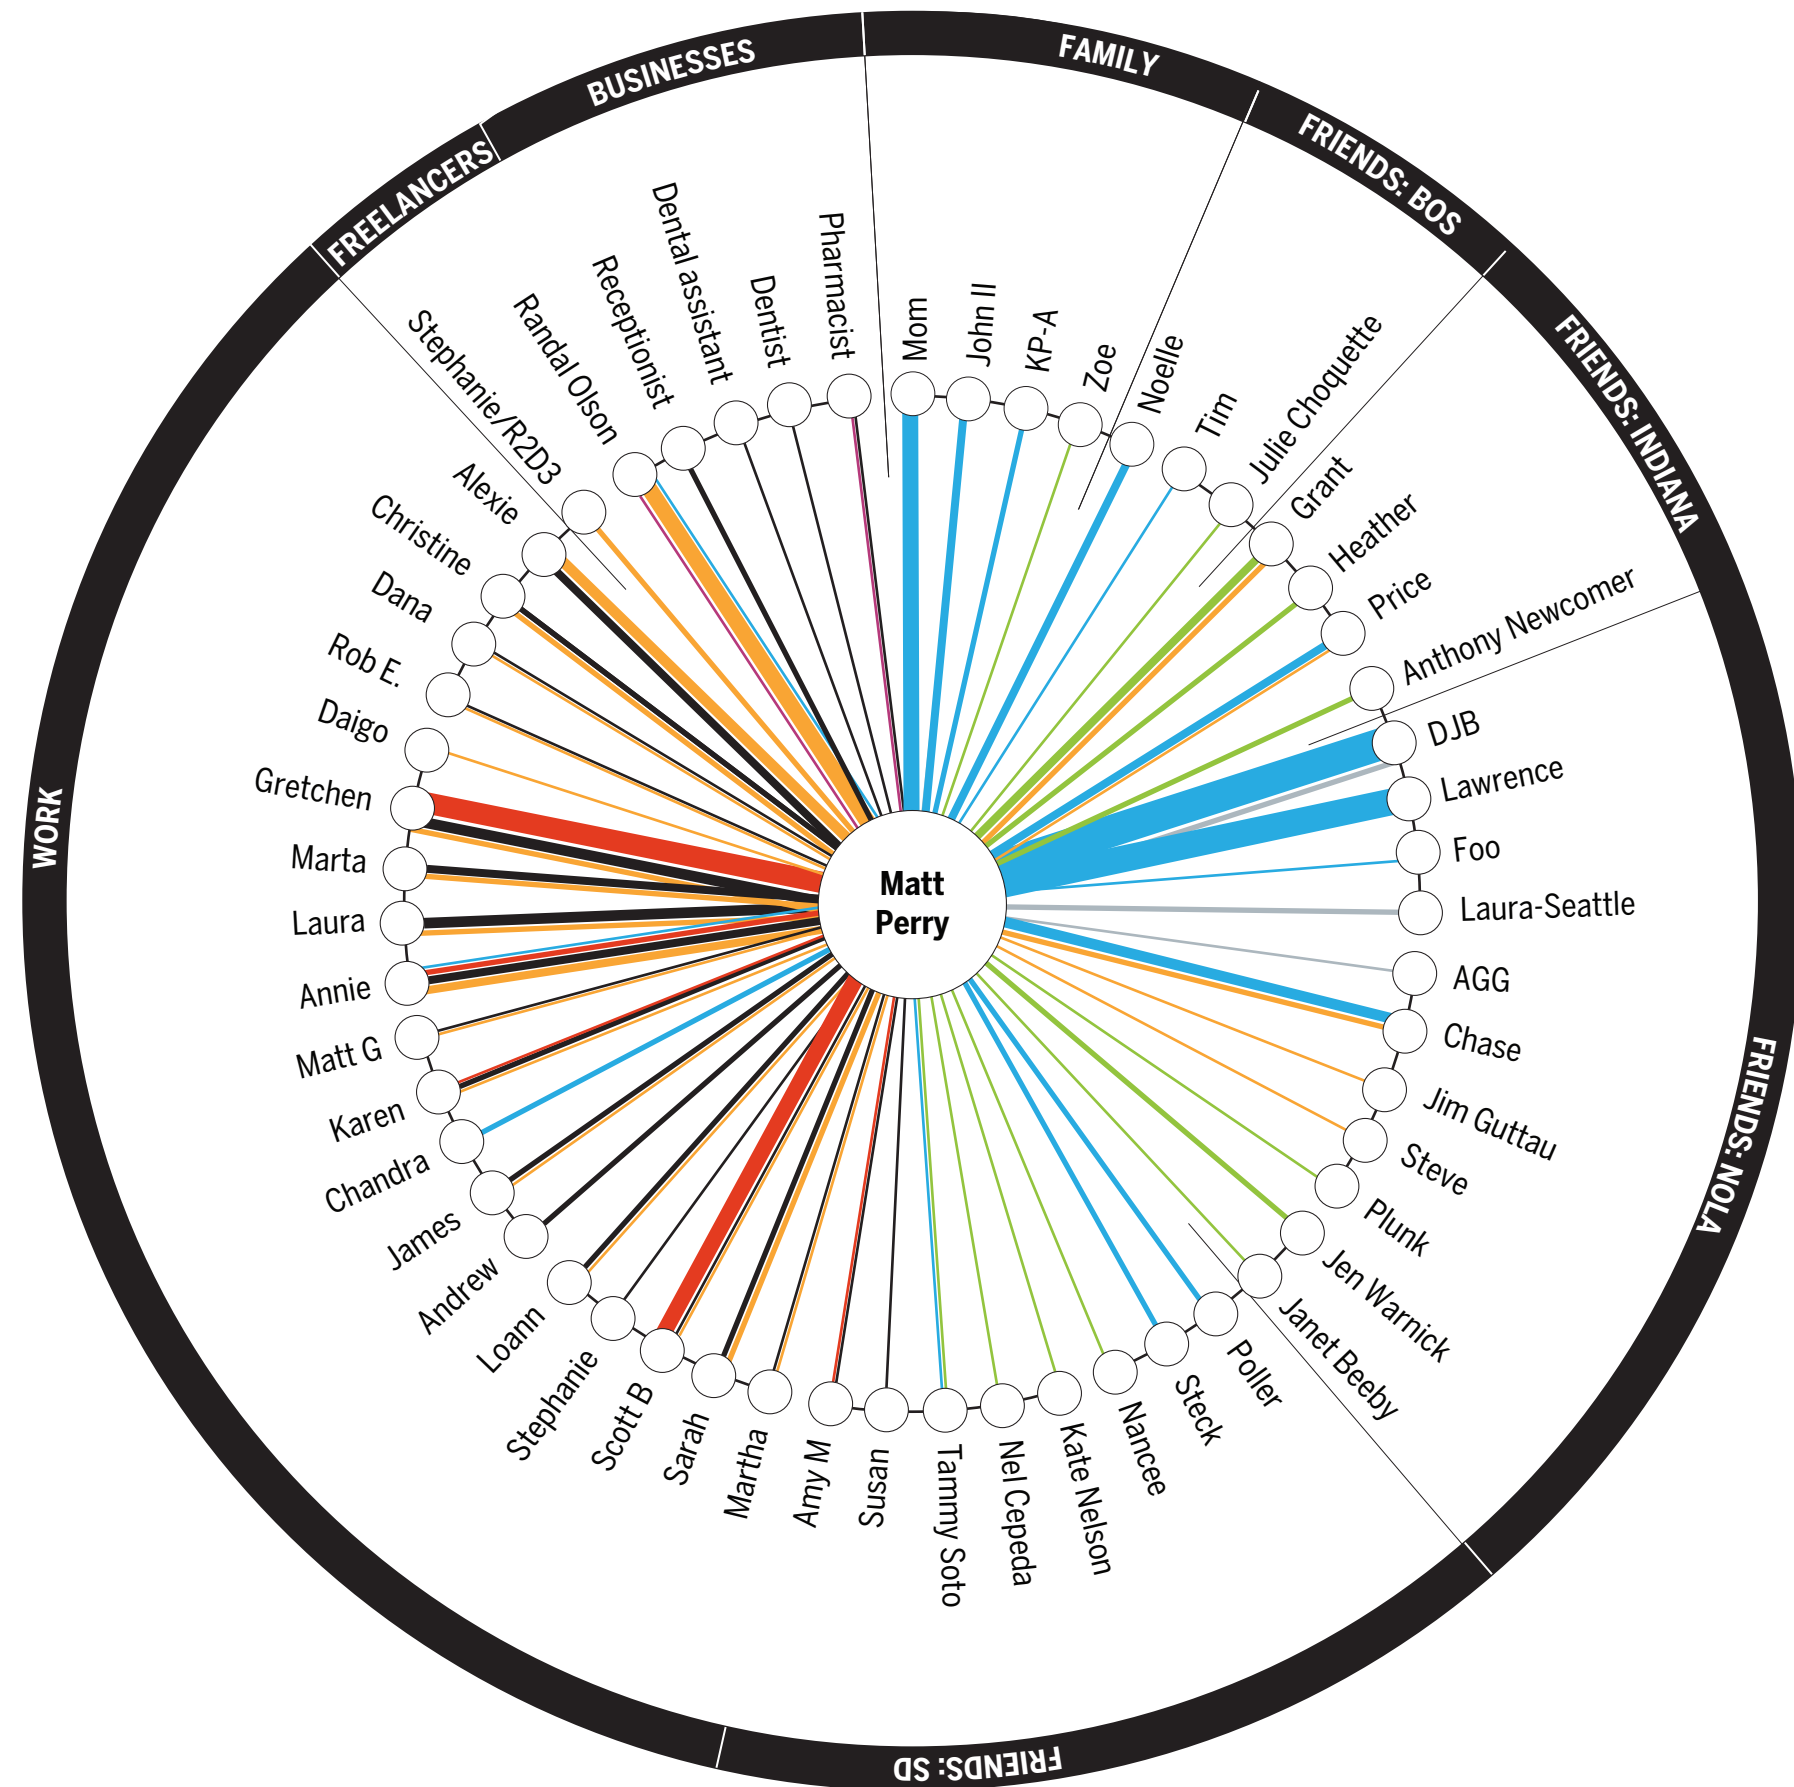 BUSINESSES
FAMILY
FRIENDS: BOS
FRIENDS: INDIANA
FRIENDS: NOLA
FRIENDS: SD
WORK
FREELANCERS
Mom
John II
KP-A
Zoe
Noelle
Tim
Julie Choquette
Grant
Heather
Price
Anthony Newcomer
DJB
Lawrence
Foo
Laura-Seattle
AGG
Chase
Jim Guttau
Steve
Plunk
Jen Warnick
Janet Beeby
Poller
Steck
Nancee
Kate Nelson
Nel Cepeda
Tammy Soto
Susan
Amy M
Martha
Sarah
Scott B
Stephanie
Loann
Andrew
James
Chandra
Karen
Matt G
Annie
Laura
Marta
Gretchen
Daigo
Rob E.
Dana
Christine
Alexie
Stephanie/R2D3
Randal Olson
Receptionist
Dental assistant
Dentist
Pharmacist
Matt
Perry